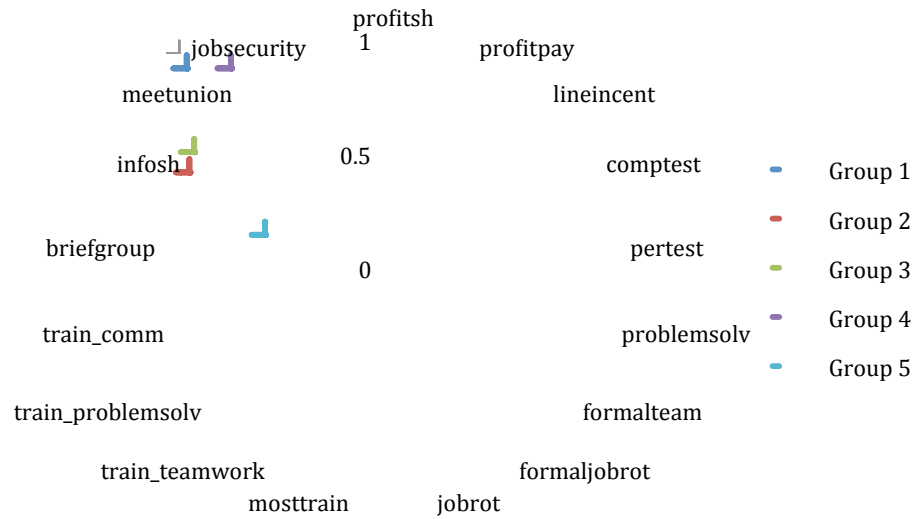 profitsh
jobsecurity
1
profitpay
meetunion
lineincent
infosh
0.5
comptest
Group 1
Group 2
briefgroup
pertest
0
Group 3
train_comm
problemsolv
Group 4
Group 5
train_problemsolv
formalteam
train_teamwork
formaljobrot
mosttrain
jobrot